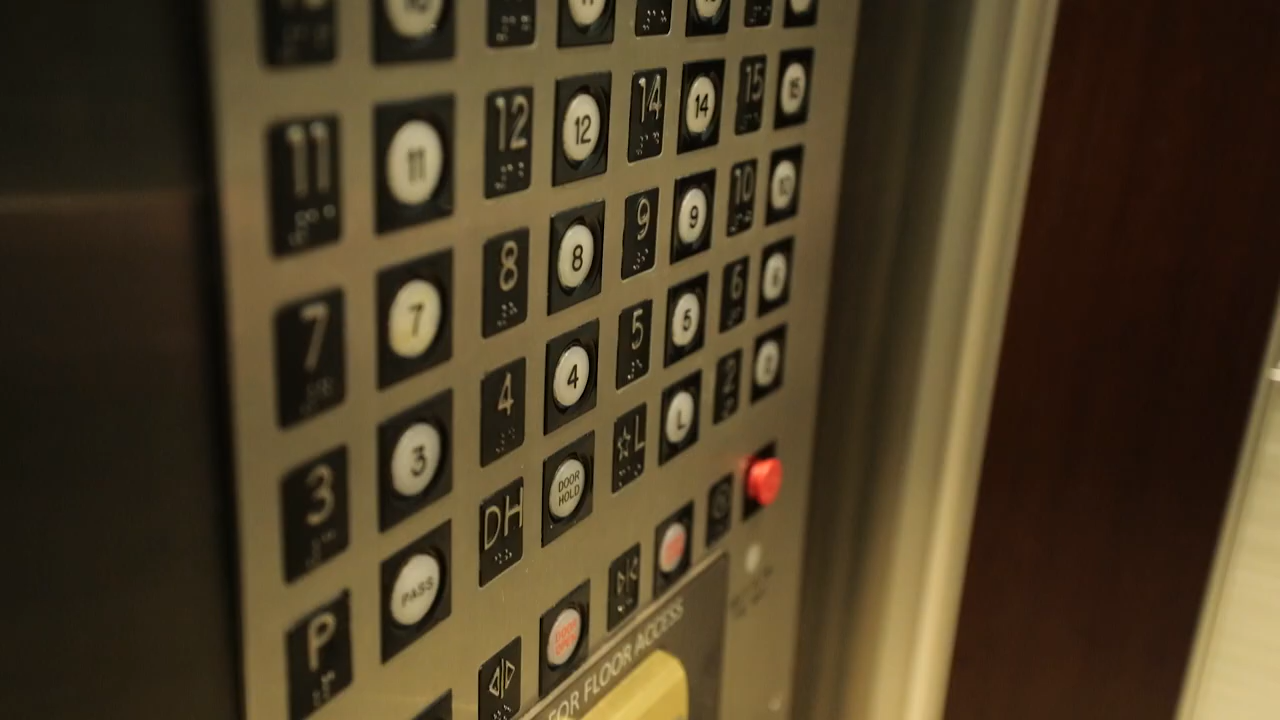 11 11 12 12 14 14 15 15
7 7 8 8 9 9 10 10
3 3 4 4 5 5 6 6
P PASS DH DOOR HOLD ☆L L 2 2
DOOR OPEN
FOR FLOOR ACCESS